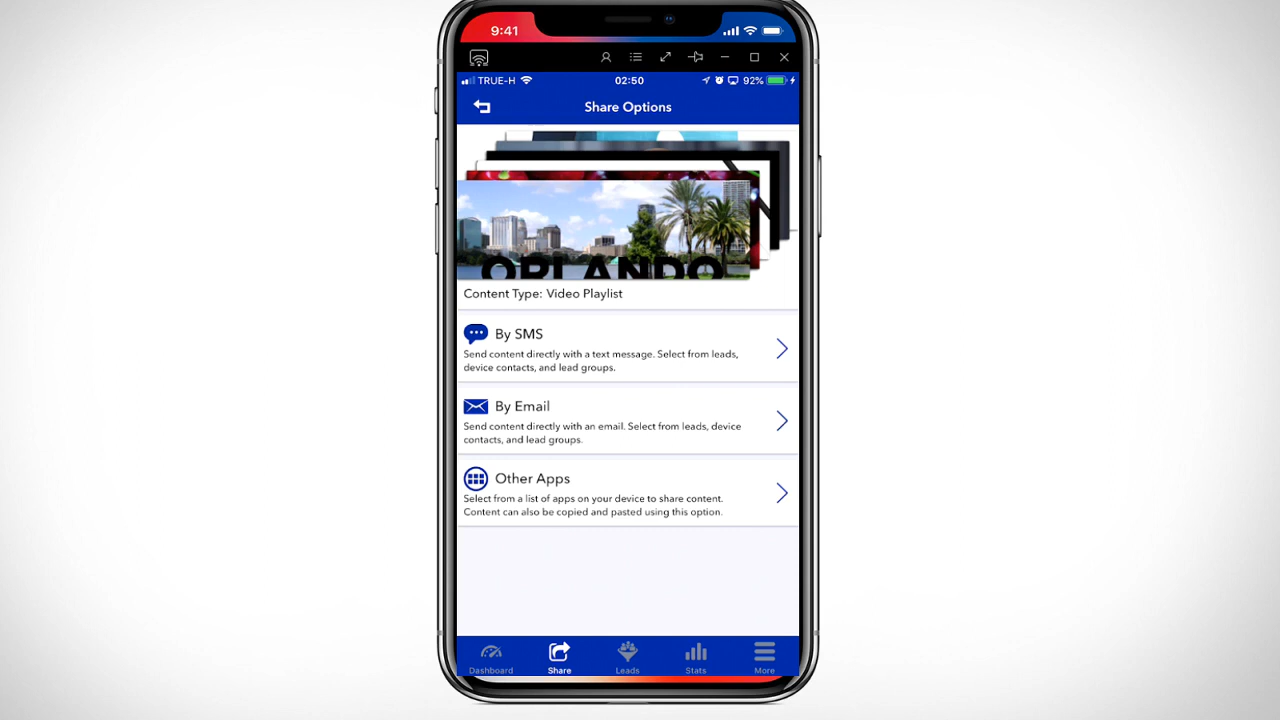 9:41
TRUE-H 02:50 92%
Share Options
ORLANDO
Content Type: Video Playlist
By SMS
Send content directly with a text message. Select from leads,
device contacts, and lead groups.
By Email
Send content directly with an email. Select from leads, device
contacts, and lead groups.
Other Apps
Select from a list of apps on your device to share content.
Content can also be copied and pasted using this option.
Dashboard Share Leads Stats More